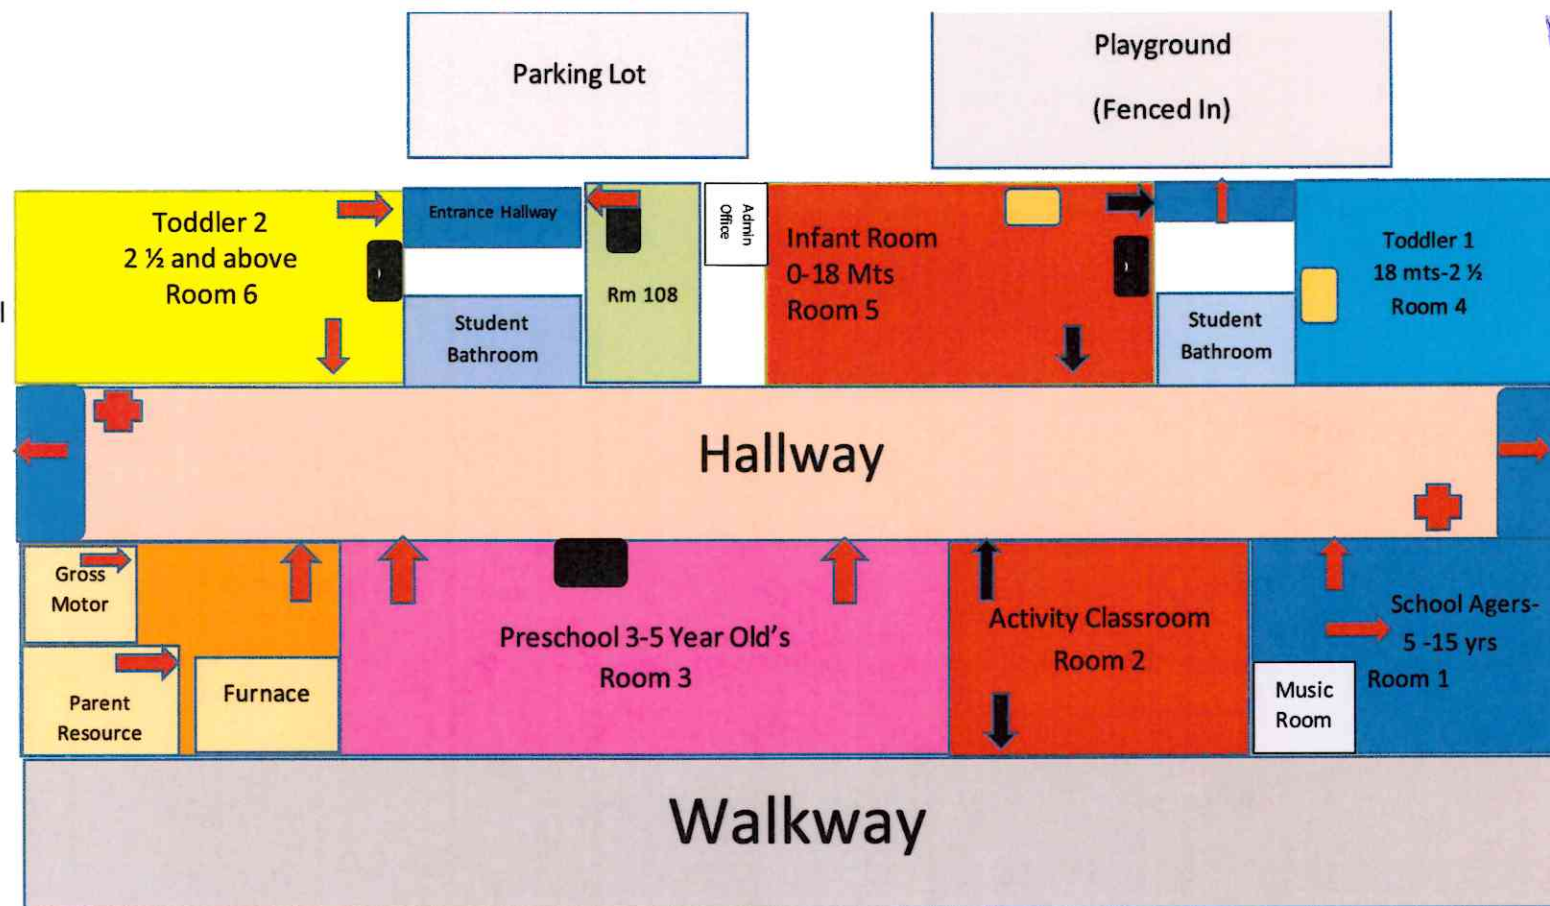 Parking Lot
Playground
(Fenced In)
Toddler 2
2 ½ and above
Room 6
Entrance Hallway
Student
Bathroom
Rm 108
Admin
Office
Infant Room
0-18 Mts
Room 5
Student
Bathroom
Toddler 1
18 mts-2 ½
Room 4
l
Hallway
Gross
Motor
Parent
Resource
Furnace
Preschool 3-5 Year Old's
Room 3
Activity Classroom
Room 2
School Agers-
5 -15 yrs
Room 1
Music
Room
Walkway